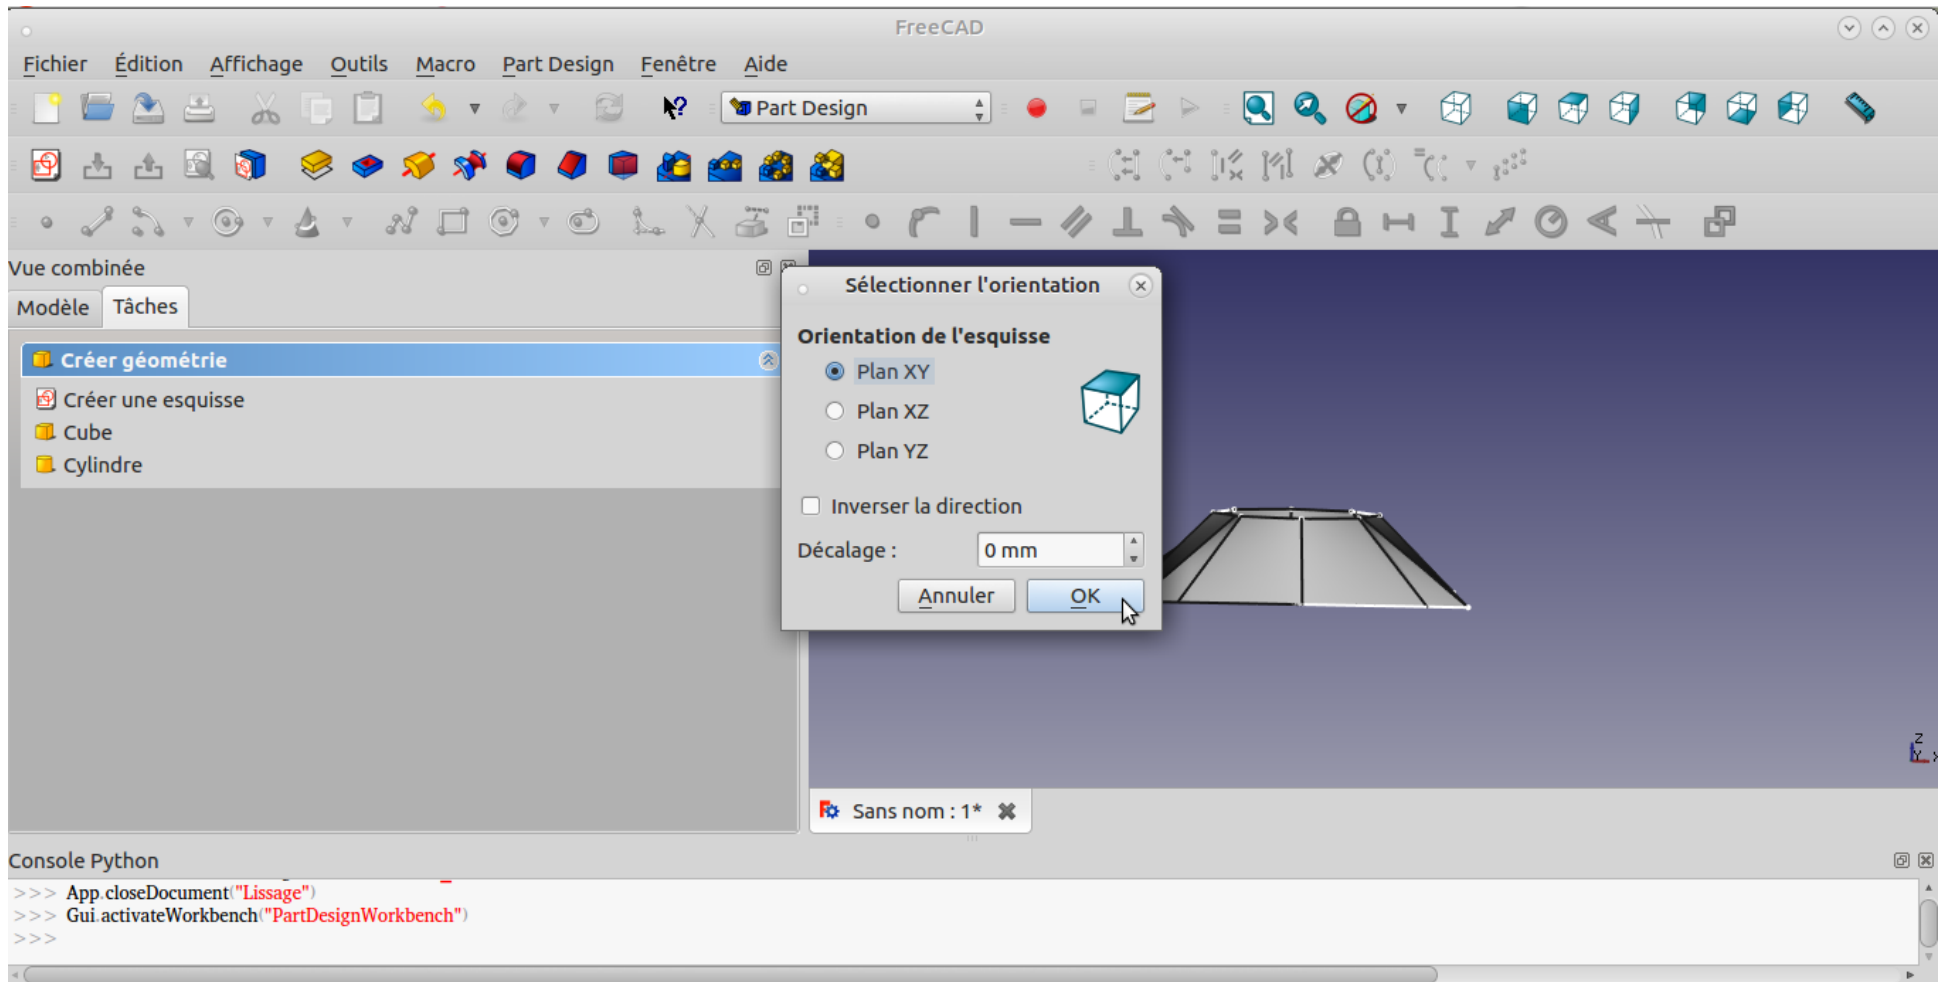 FreeCAD
Fichier Édition Affichage Outils Macro Part Design Fenêtre Aide
Part Design
Vue combinée
Modèle Tâches
Créer géométrie
Créer une esquisse
Cube
Cylindre
Sélectionner l'orientation
Orientation de l'esquisse
Plan XY
Plan XZ
Plan YZ
Inverser la direction
Décalage : 0 mm
Annuler OK
Z
Y X
Sans nom : 1*
Console Python
>>> App.closeDocument("Lissage")
>>> Gui.activateWorkbench("PartDesignWorkbench")
>>>